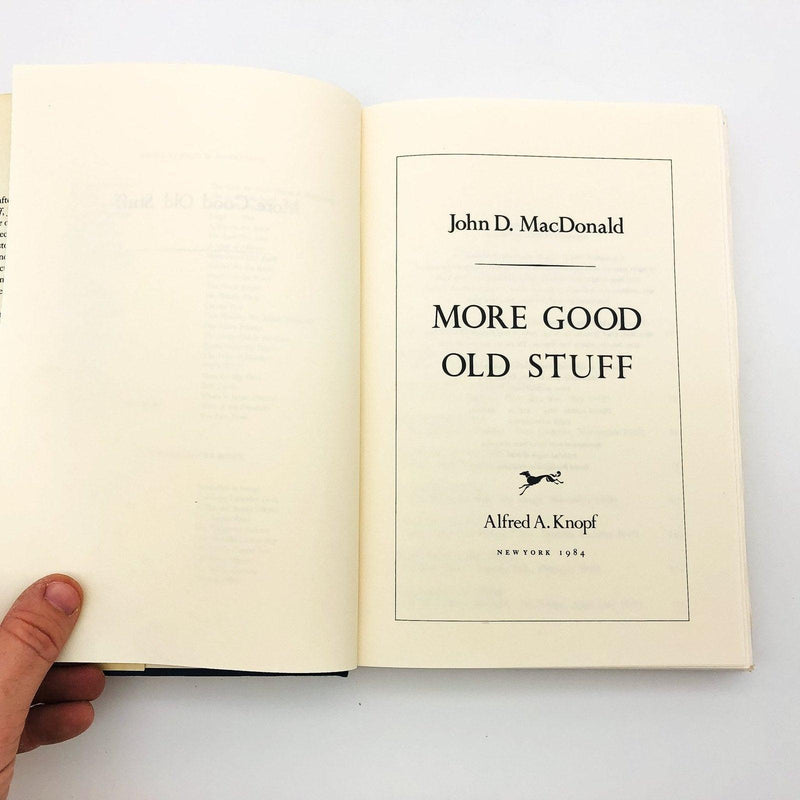 John D. MacDonald
MORE GOOD
OLD STUFF
Alfred A. Knopf
NEW YORK 1984